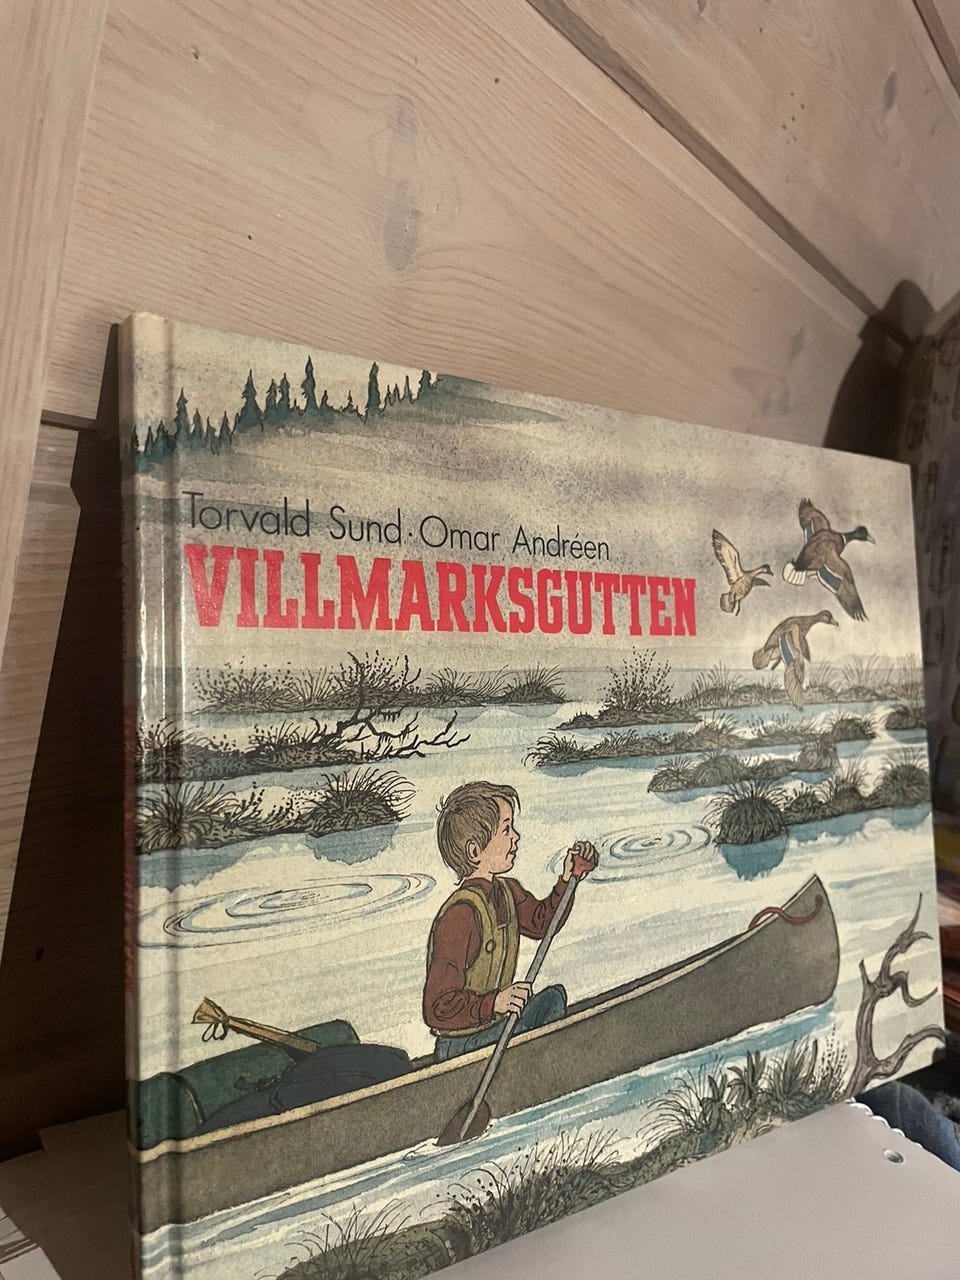 Torvald Sund · Omar Andréen
VILLMARKSGUTTEN